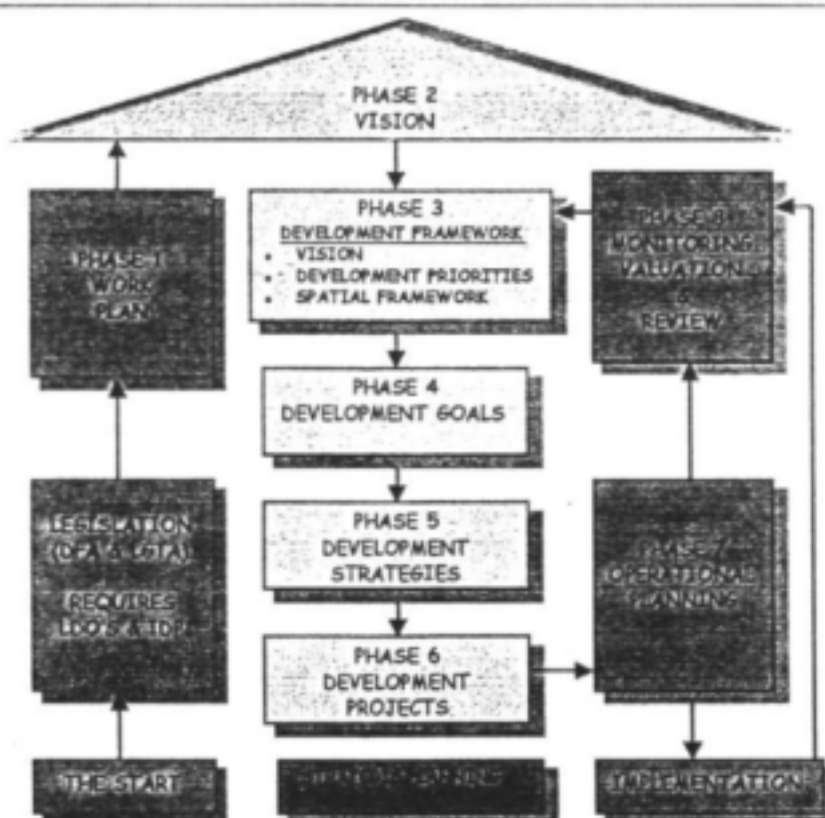 PHASE 2
VISION
PHASE 1
WORK
PLAN
PHASE 3
DEVELOPMENT FRAMEWORK
• VISION
• DEVELOPMENT PRIORITIES
• SPATIAL FRAMEWORK
PHASE 8
MONITORING
VALUATION
&
REVIEW
PHASE 4
DEVELOPMENT GOALS
LEGISLATION
(DFA & LGTA)
REQUIRES
LDO'S & IDP
PHASE 5
DEVELOPMENT
STRATEGIES
PHASE 7
OPERATIONAL
PLANNING
PHASE 6
DEVELOPMENT
PROJECTS
THE START
PLANNING
IMPLEMENTATION